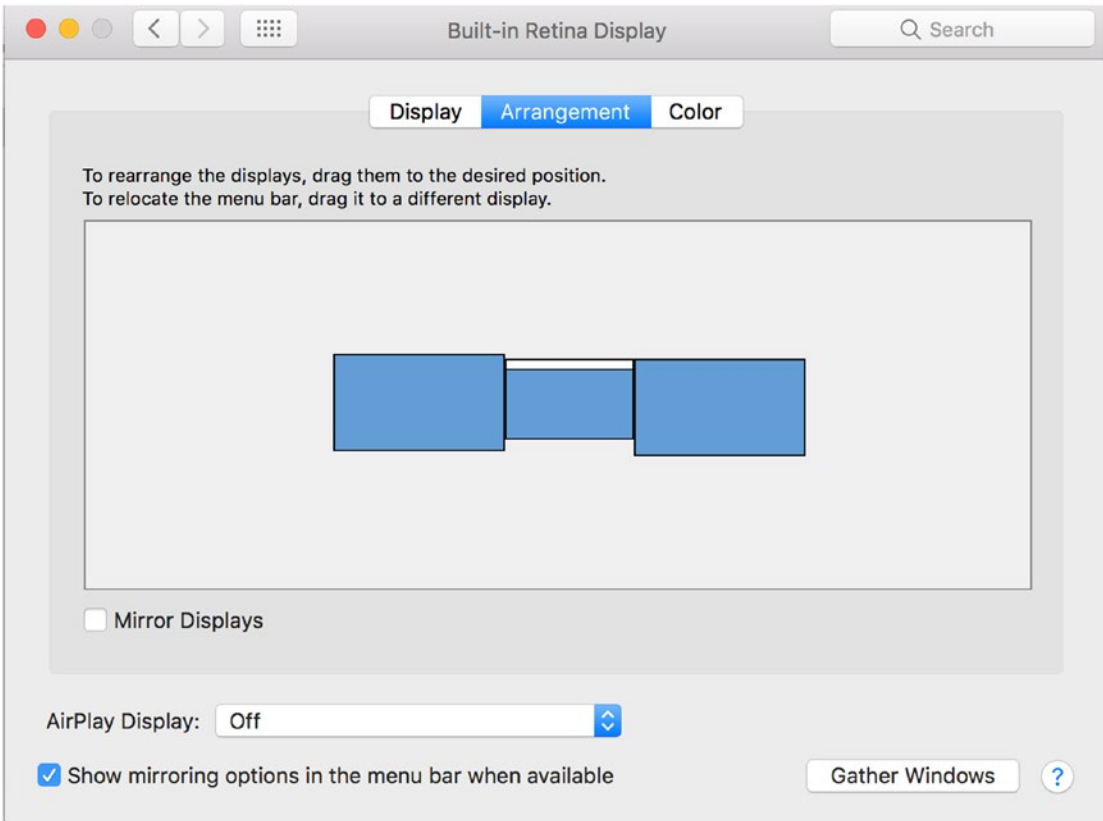 Built-in Retina Display
Search
Display
Arrangement
Color
To rearrange the displays, drag them to the desired position.
To relocate the menu bar, drag it to a different display.
Mirror Displays
AirPlay Display:
Off
Show mirroring options in the menu bar when available
Gather Windows
?